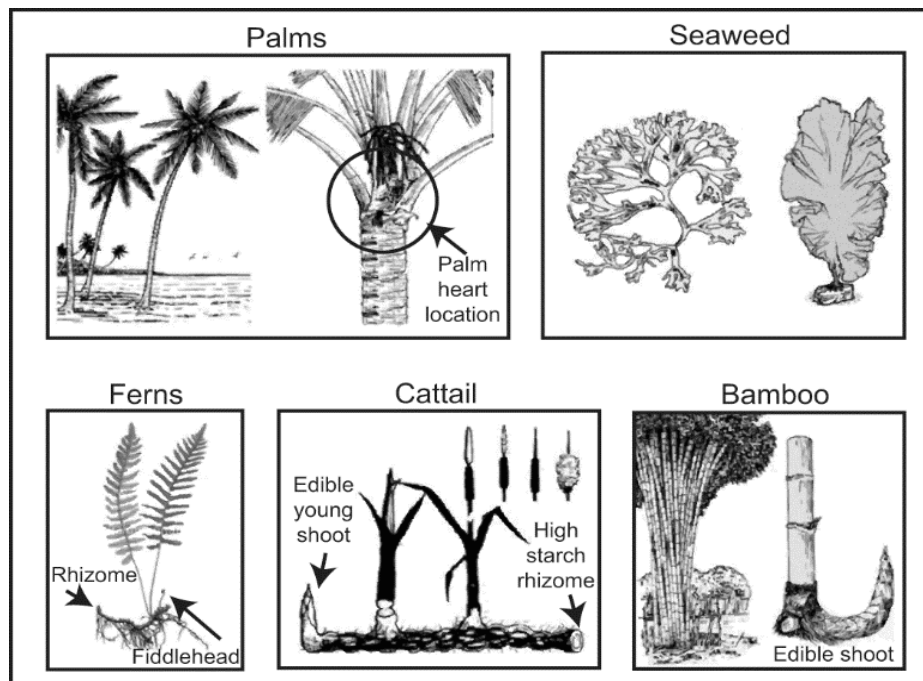 Palms
Palm
heart
location
Seaweed
Ferns
Rhizome
Fiddlehead
Cattail
Edible
young
shoot
High
starch
rhizome
Bamboo
Edible shoot